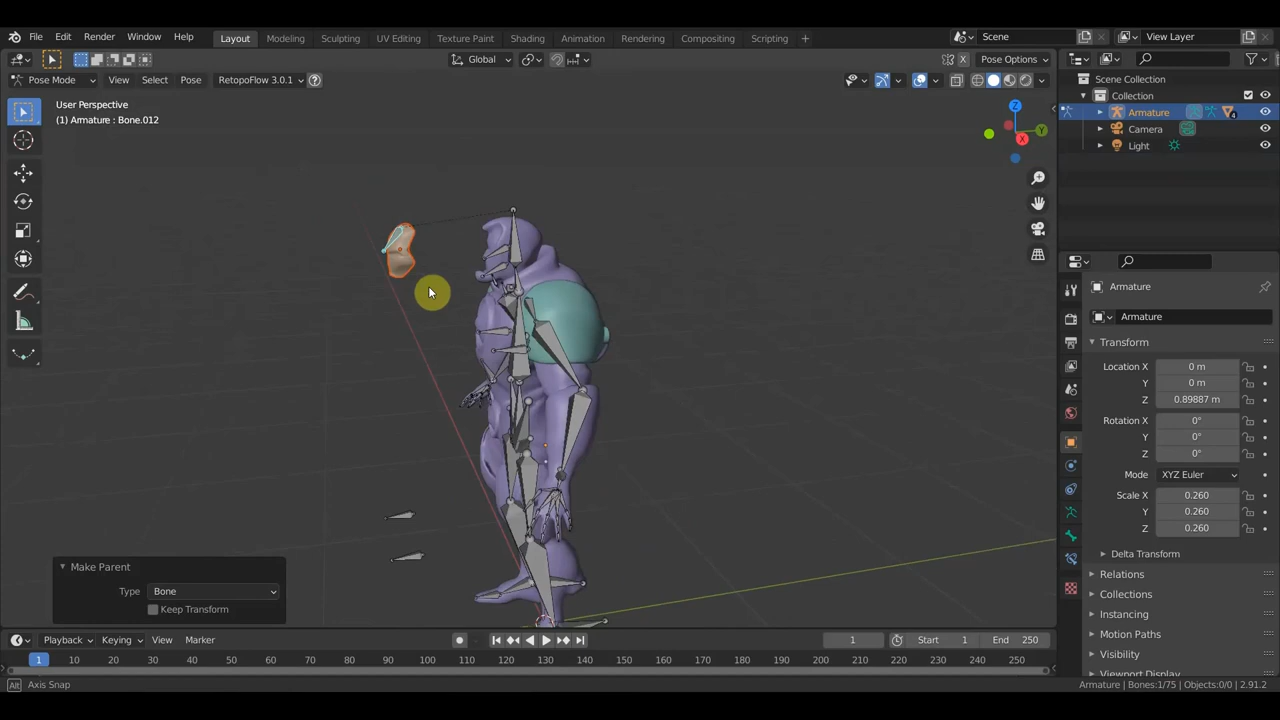 File Edit Render Window Help Layout Modeling Sculpting UV Editing Texture Paint Shading Animation Rendering Compositing Scripting + Scene View Layer
Global
Pose Options
Pose Mode View Select Pose RetopoFlow 3.0.1 ?
User Perspective
(1) Armature : Bone.012
Z
Y
X
Scene Collection
Collection
Armature 4
Camera
Light
Armature
Armature
Transform
Location X 0 m
Y 0 m
Z 0.89887 m
Rotation X 0°
Y 0°
Z 0°
Mode XYZ Euler
Scale X 0.260
Y 0.260
Z 0.260
Delta Transform
Relations
Collections
Instancing
Motion Paths
Visibility
Viewport Display
Make Parent
Type Bone
Keep Transform
Playback Keying View Marker 1 Start 1 End 250
1 10 20 30 40 50 60 70 80 90 100 110 120 130 140 150 160 170 180 190 200 210 220 230 240 250
Alt Axis Snap Armature | Bones:1/75 | Objects:0/0 | 2.91.2